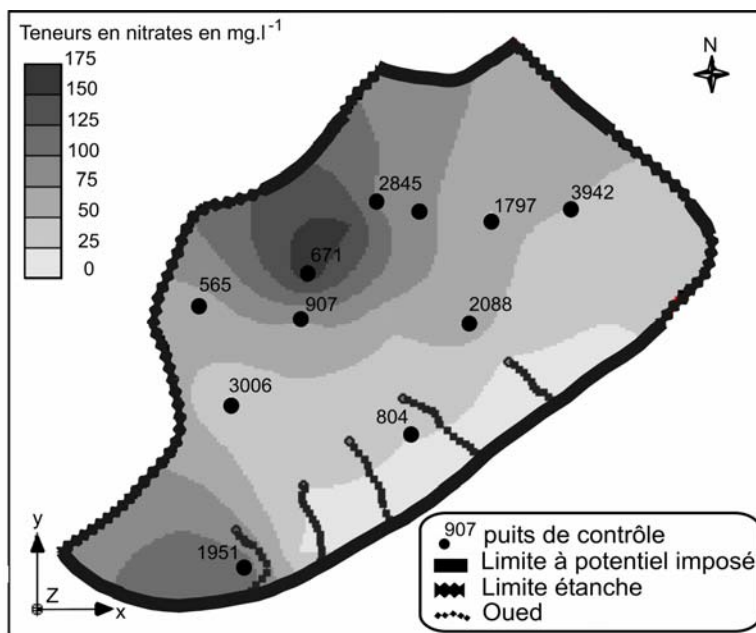 Teneurs en nitrates en mg.l⁻¹
175
150
125
100
75
50
25
0
N
2845
1797
3942
671
565
907
2088
3006
804
1951
y
Z
x
907 puits de contrôle
Limite à potentiel imposé
Limite étanche
Oued